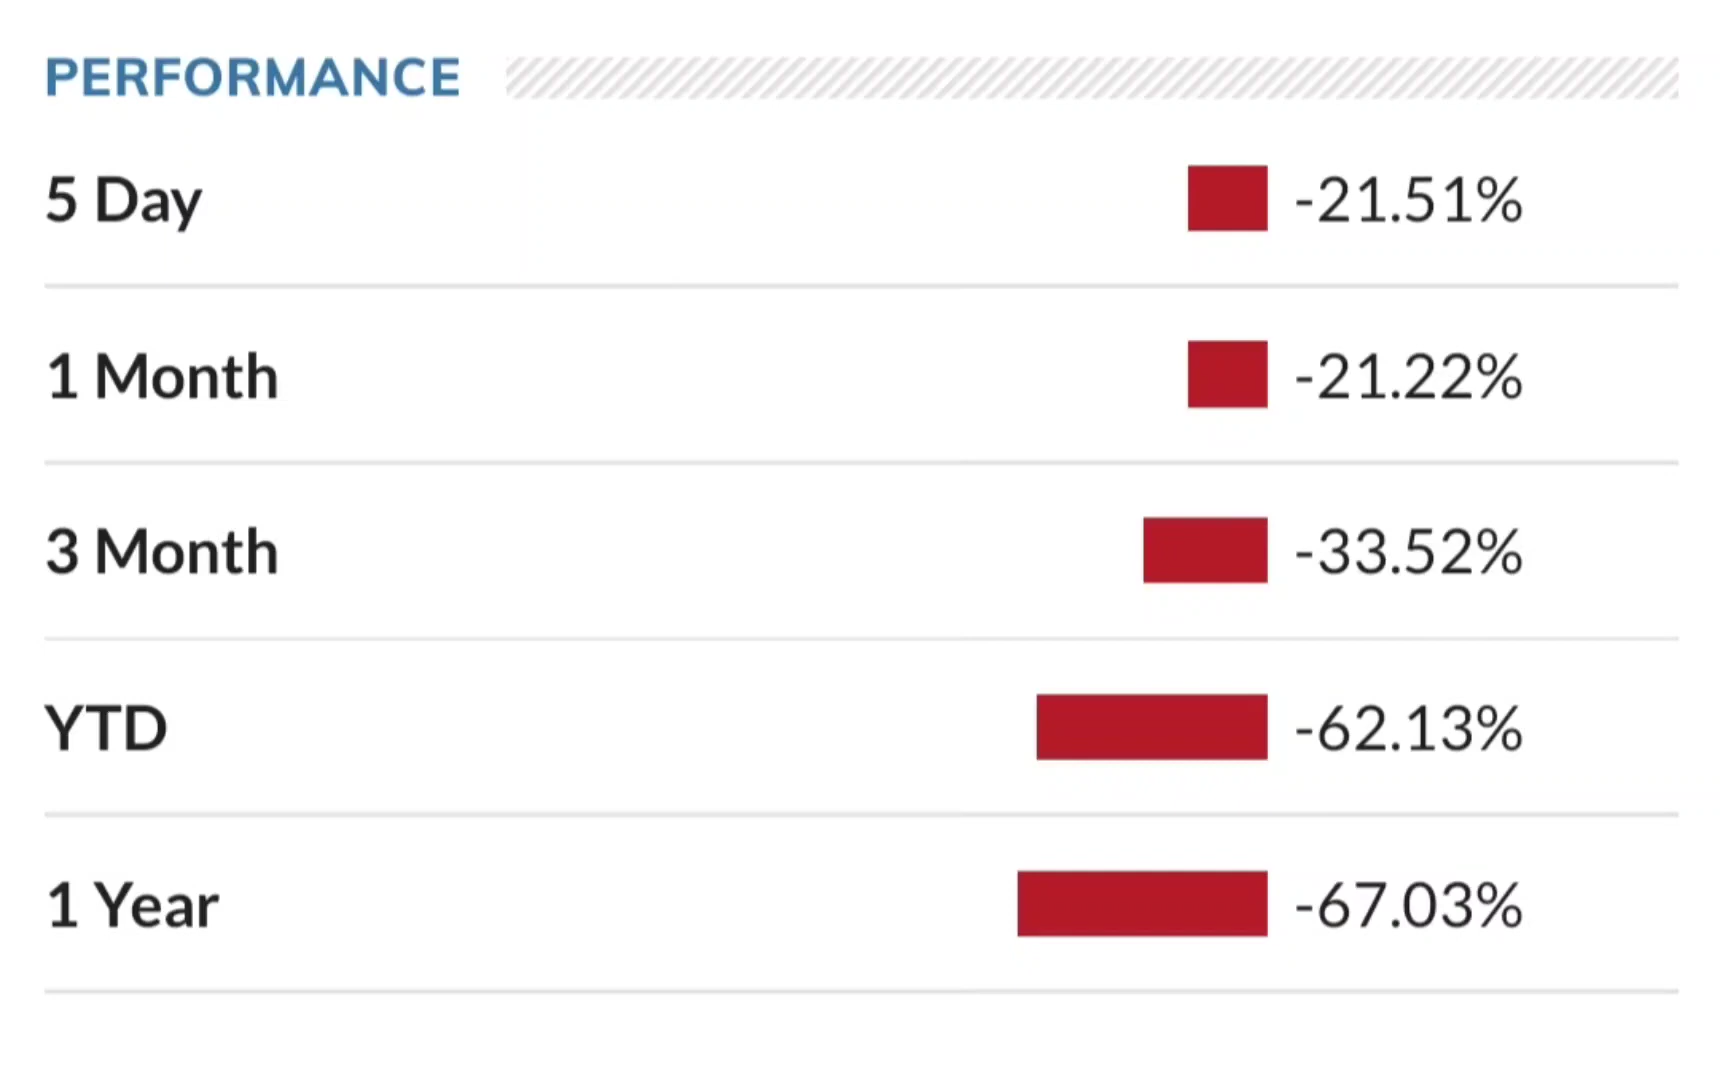 PERFORMANCE
5 Day -21.51%
1 Month -21.22%
3 Month -33.52%
YTD -62.13%
1 Year -67.03%